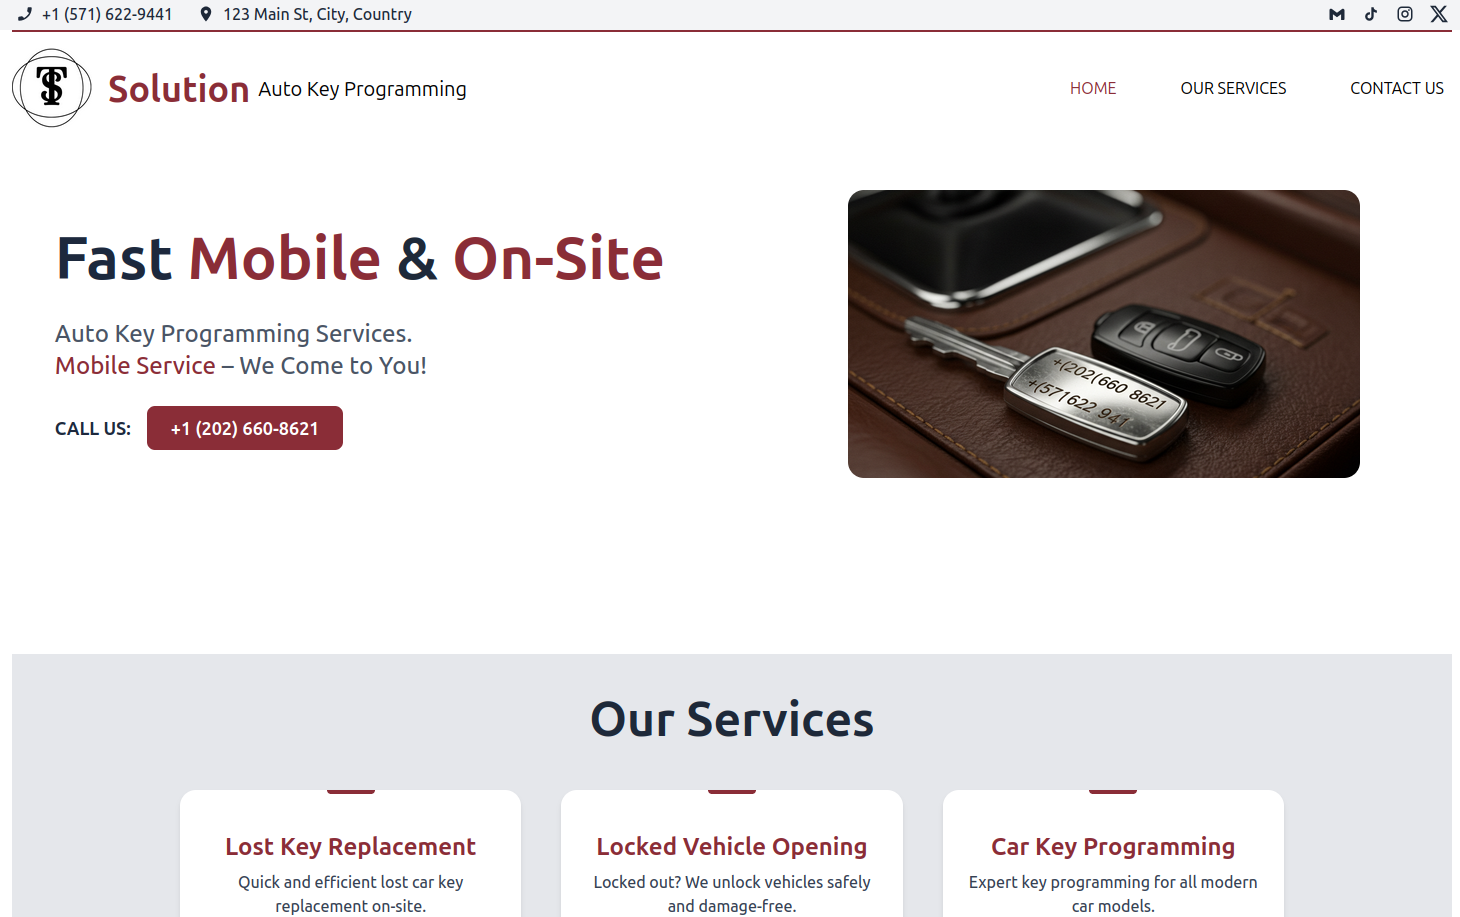 +1 (571) 622-9441
123 Main St, City, Country
TS
Solution Auto Key Programming
HOME
OUR SERVICES
CONTACT US
Fast Mobile & On-Site
Auto Key Programming Services.
Mobile Service – We Come to You!
CALL US: +1 (202) 660-8621
+(202(660 8621
+(571622 941
Our Services
Lost Key Replacement
Quick and efficient lost car key
replacement on-site.
Locked Vehicle Opening
Locked out? We unlock vehicles safely
and damage-free.
Car Key Programming
Expert key programming for all modern
car models.